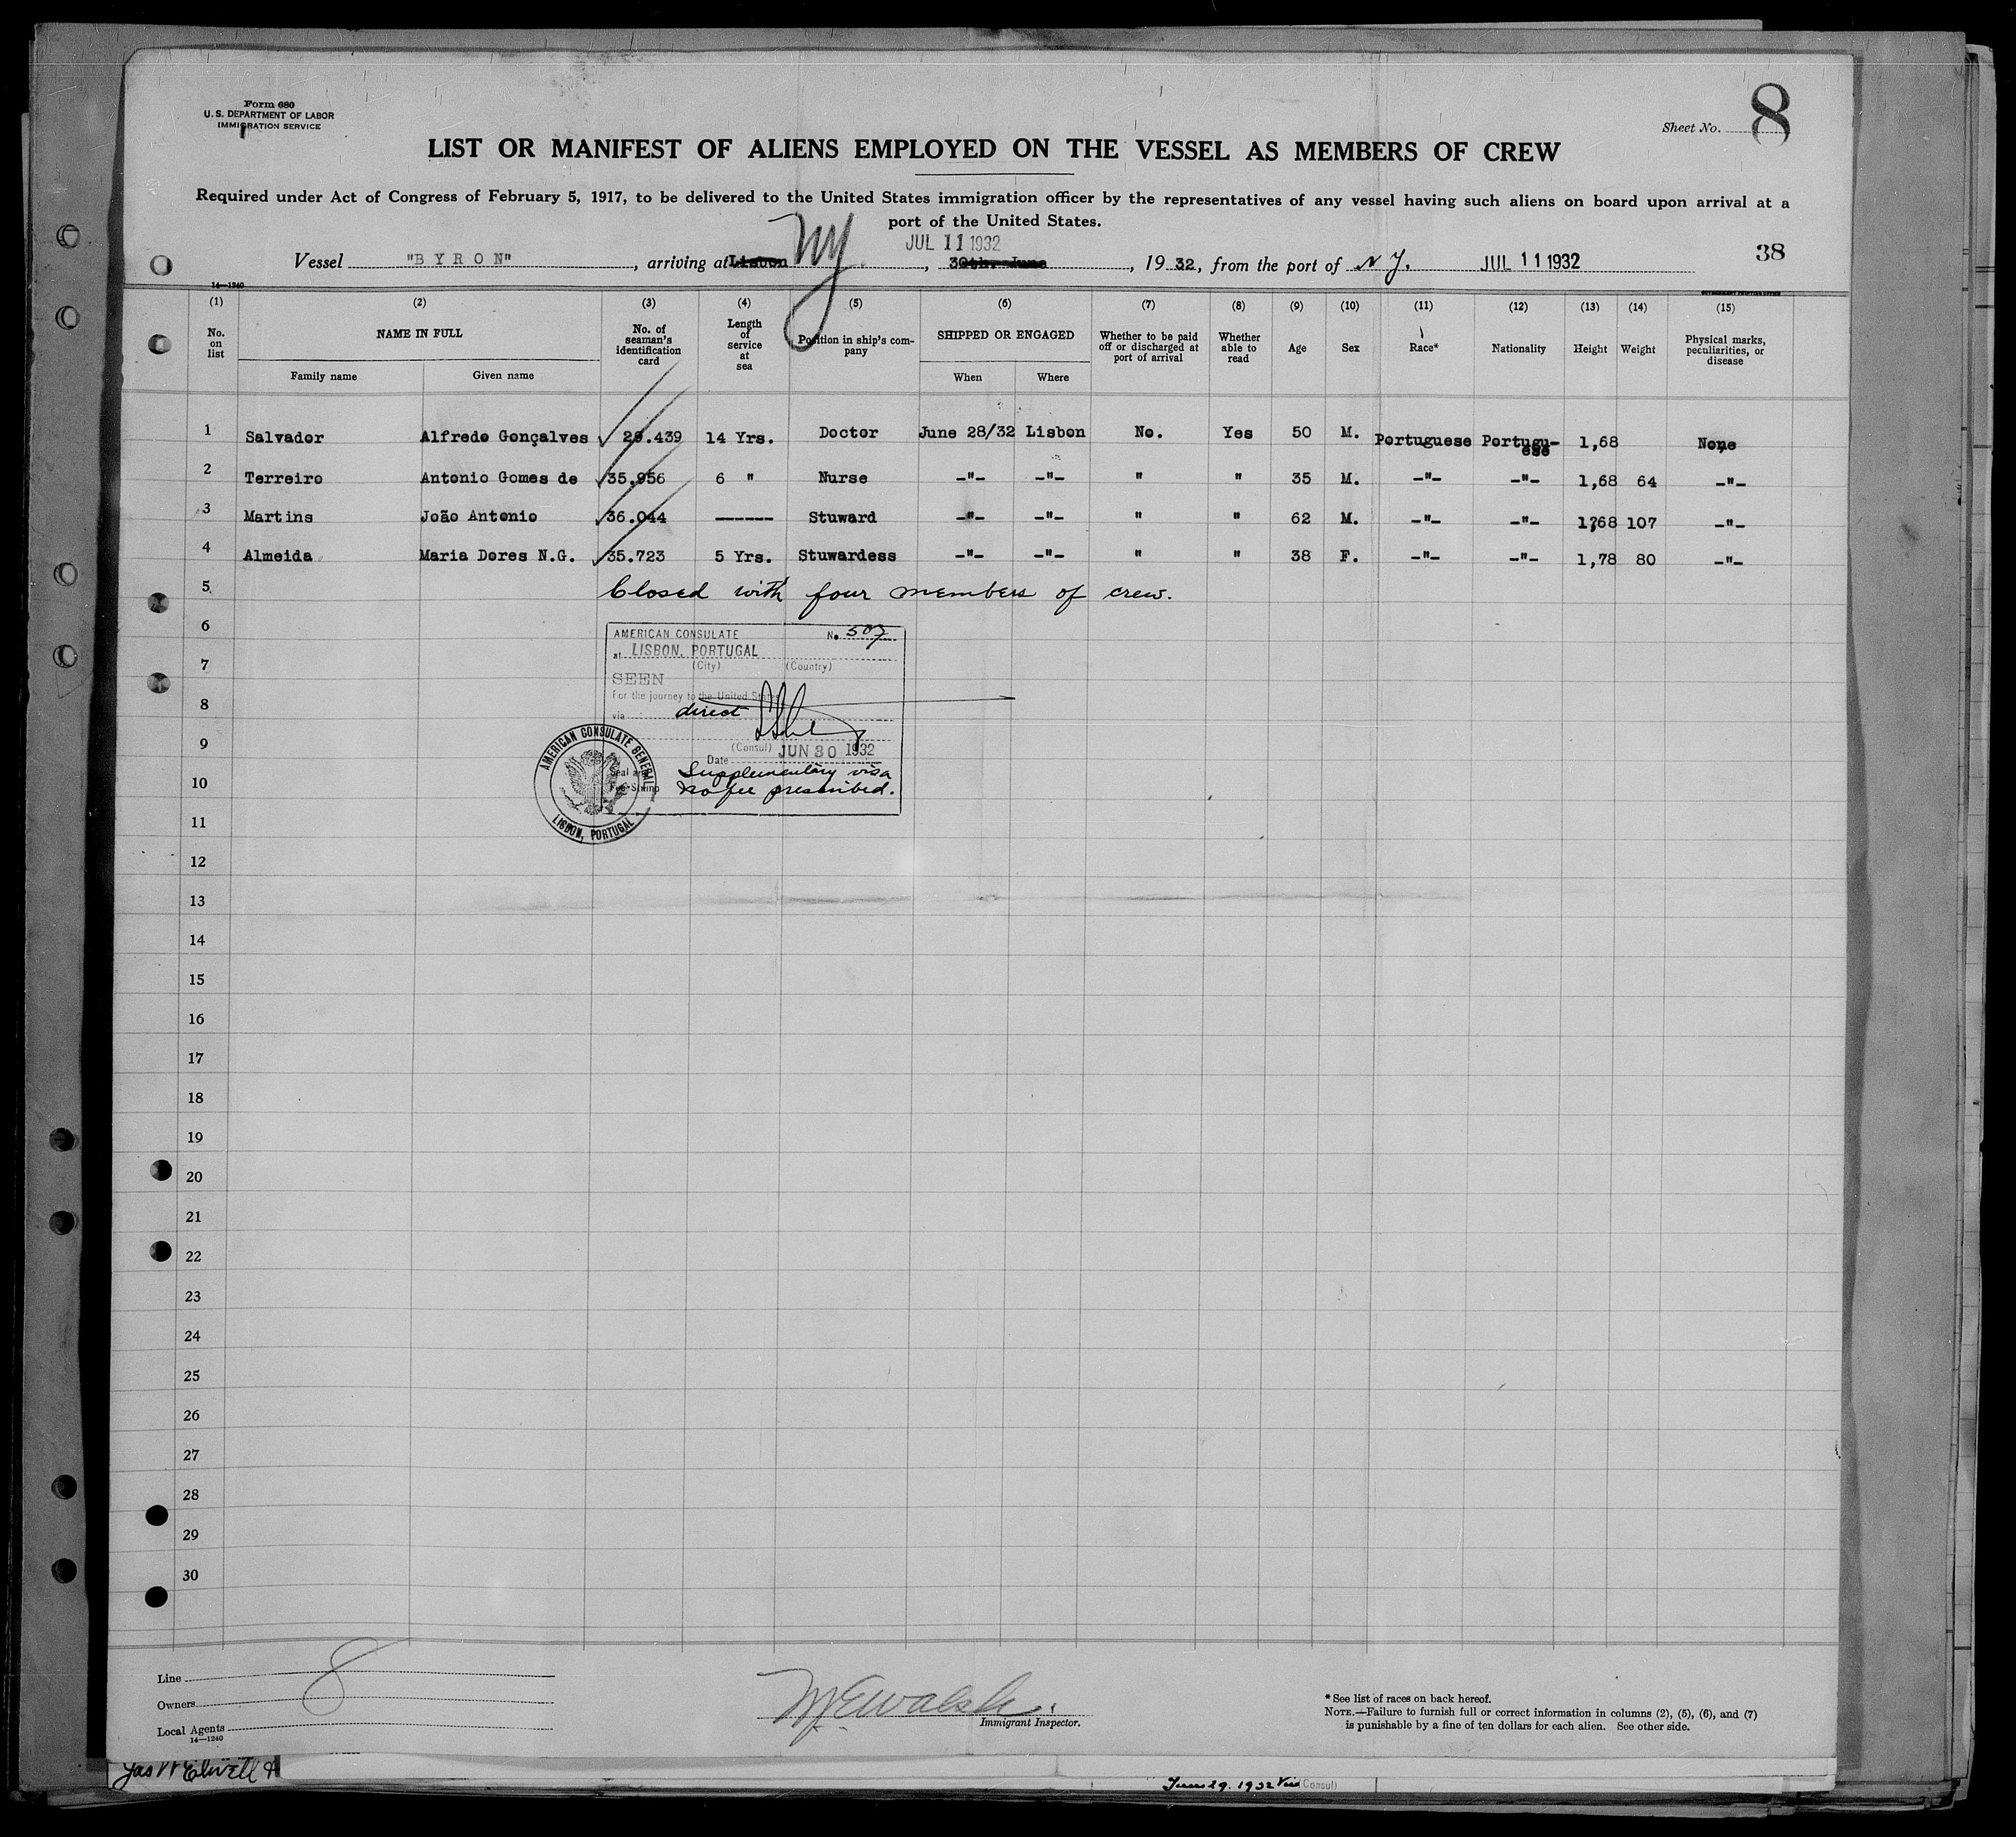 Form 680
U. S. DEPARTMENT OF LABOR
IMMIGRATION SERVICE
Sheet No. 8
LIST OR MANIFEST OF ALIENS EMPLOYED ON THE VESSEL AS MEMBERS OF CREW
Required under Act of Congress of February 5, 1917, to be delivered to the United States immigration officer by the representatives of any vessel having such aliens on board upon arrival at a
port of the United States.
JUL 11 1932
38
Vessel "BYRON", arriving at Lisbon NY, 30th. June, 1932, from the port of N Y. JUL 11 1932
14—1240
(1) (2) (3) (4) (5) (6) (7) (8) (9) (10) (11) (12) (13) (14) (15)
No. on list NAME IN FULL No. of seaman's identification card Length of service at sea Position in ship's company SHIPPED OR ENGAGED Whether to be paid off or discharged at port of arrival Whether able to read Age Sex Race* Nationality Height Weight Physical marks, peculiarities, or disease
Family name Given name When Where
1 Salvador Alfredo Gonçalves 29.439 14 Yrs. Doctor June 28/32 Lisbon No. Yes 50 M. Portuguese Portugu-ese 1,68 None
2 Terreiro Antonio Gomes de 35.956 6 " Nurse -"- -"- " " 35 M. -"- -"- 1,68 64 -"-
3 Martins João Antonio 36.044 ------ Stuward -"- -"- " " 62 M. -"- -"- 1,68 107 -"-
4 Almeida Maria Dores N.G. 35.723 5 Yrs. Stuwardess -"- -"- " " 38 F. -"- -"- 1,78 80 -"-
5 Closed with four members of crew.
6
AMERICAN CONSULATE No. 507
at LISBON, PORTUGAL
7
(City) (Country)
SEEN
For the journey to the United States
8
via direct
9
(Consul) JUN 30 1932
Date
Supplementary visa
10
Seal and
Fee Stamp
No fee prescribed.
AMERICAN CONSULATE GENERAL
LISBON, PORTUGAL
11
12
13
14
15
16
17
18
19
20
21
22
23
24
25
26
27
28
29
30
Line
8
Owners
Local Agents
14—1240
Immigrant Inspector.
* See list of races on back hereof.
NOTE.—Failure to furnish full or correct information in columns (2), (5), (6), and (7)
is punishable by a fine of ten dollars for each alien. See other side.
Jas W Elwell &
June 29. 1932 (Consul)